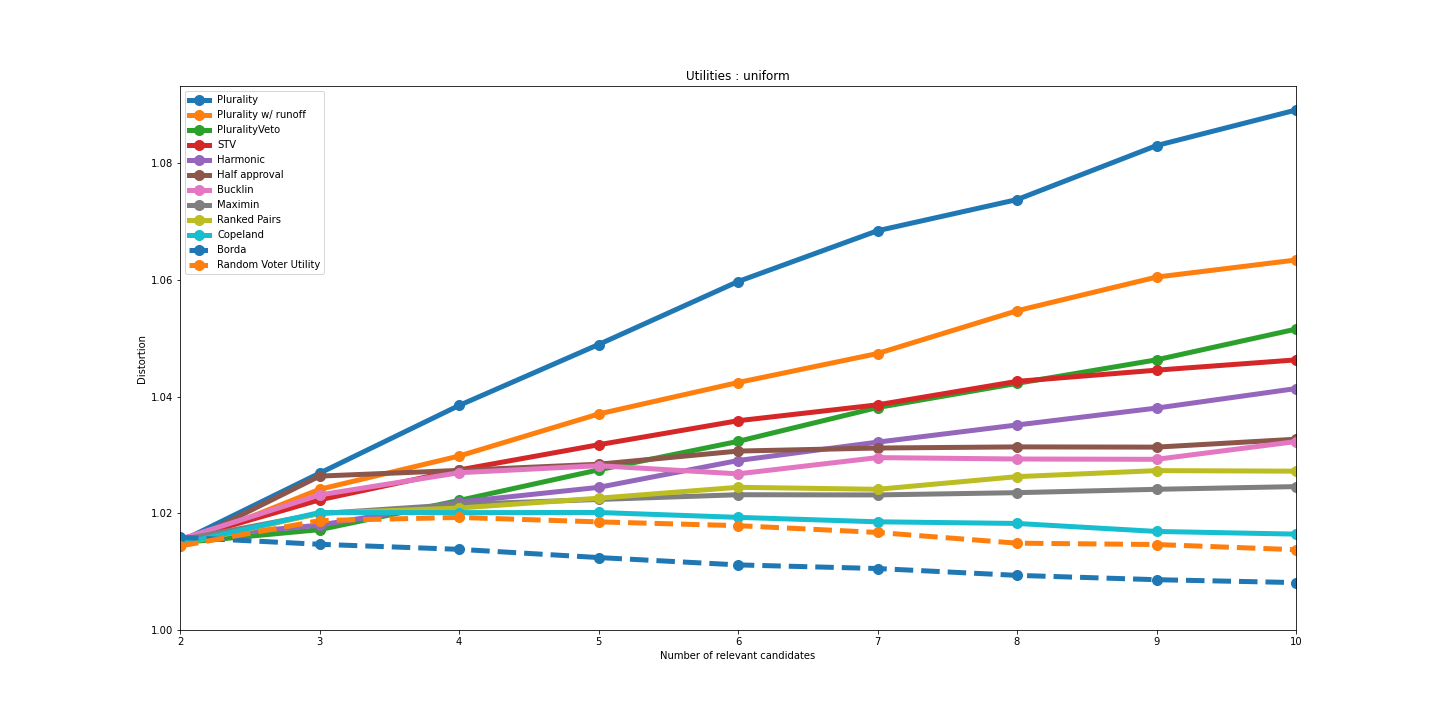 Utilities : uniform
Plurality
Plurality w/ runoff
PluralityVeto
STV
Harmonic
Half approval
Bucklin
Maximin
Ranked Pairs
Copeland
Borda
Random Voter Utility
1.08
1.06
1.04
1.02
1.00
Distortion
2 3 4 5 6 7 8 9 10
Number of relevant candidates